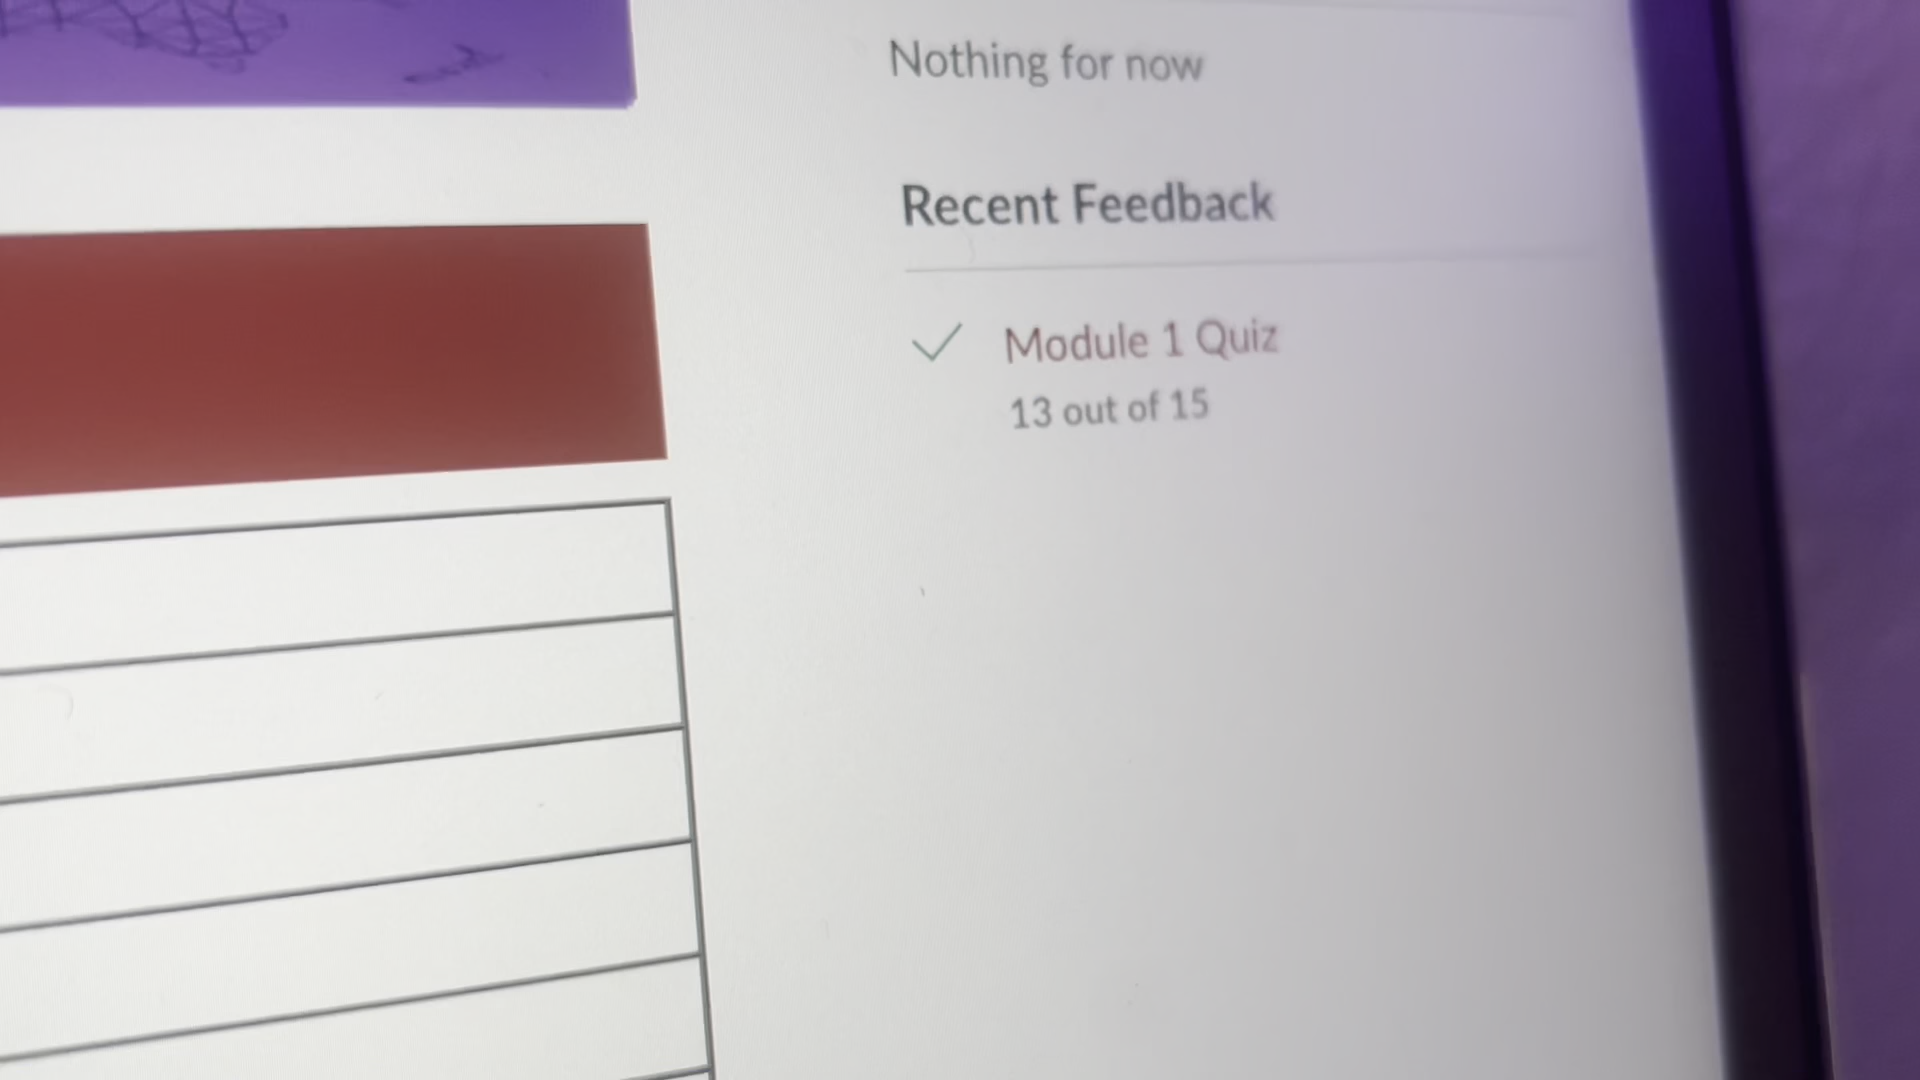 Nothing for now
Recent Feedback
Module 1 Quiz
13 out of 15